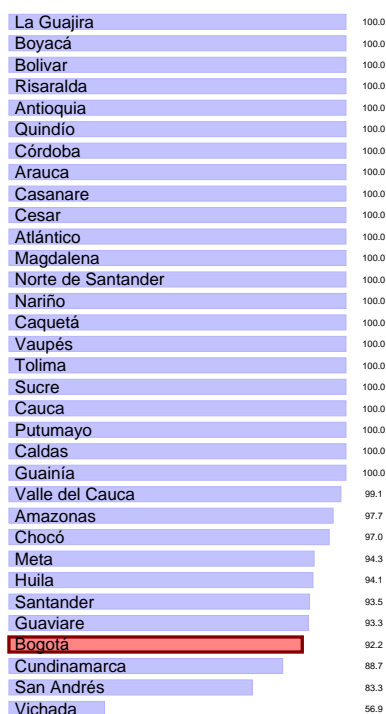 La Guajira 100.0
Boyacá 100.0
Bolivar 100.0
Risaralda 100.0
Antioquia 100.0
Quindío 100.0
Córdoba 100.0
Arauca 100.0
Casanare 100.0
Cesar 100.0
Atlántico 100.0
Magdalena 100.0
Norte de Santander 100.0
Nariño 100.0
Caquetá 100.0
Vaupés 100.0
Tolima 100.0
Sucre 100.0
Cauca 100.0
Putumayo 100.0
Caldas 100.0
Guainía 100.0
Valle del Cauca 99.1
Amazonas 97.7
Chocó 97.0
Meta 94.3
Huila 94.1
Santander 93.5
Guaviare 93.3
Bogotá 92.2
Cundinamarca 88.7
San Andrés 83.3
Vichada 56.9